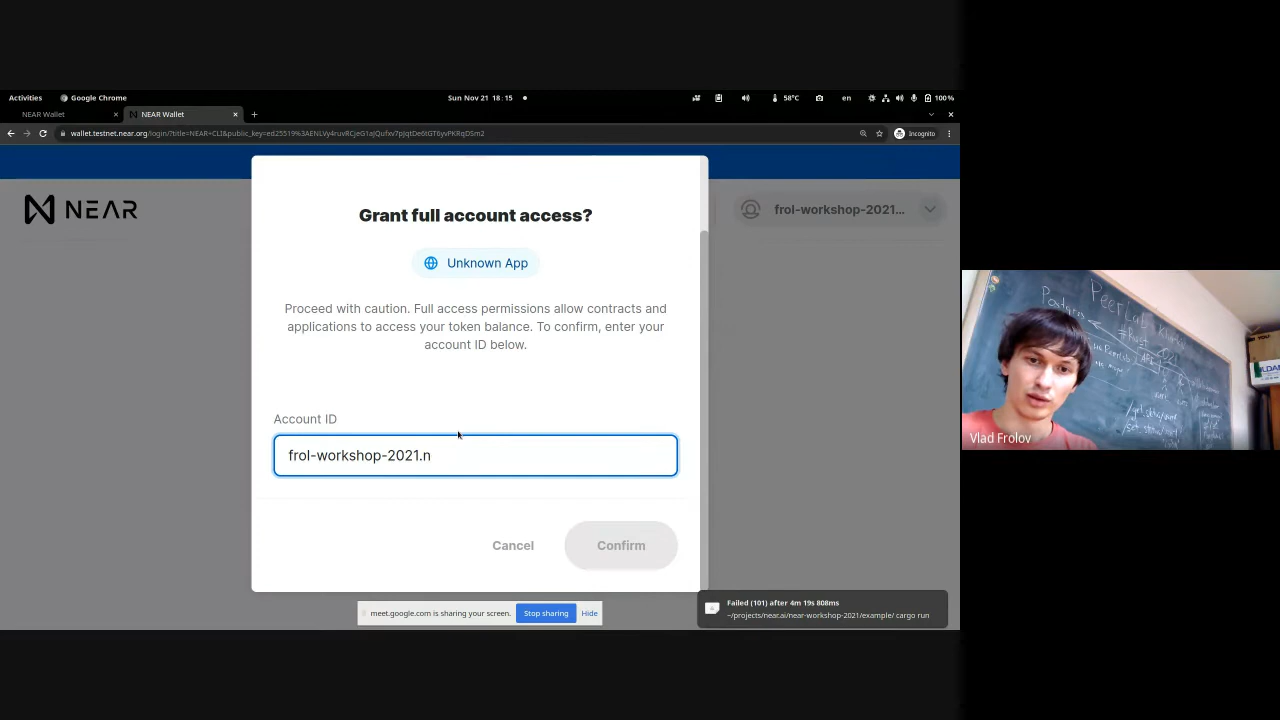 Activities
Google Chrome
Sun Nov 21 18:15
58°C
en
100%
NEAR Wallet
NEAR Wallet
Incognito
NEAR
frol-workshop-2021...
Grant full account access?
Unknown App
Proceed with caution. Full access permissions allow contracts and
applications to access your token balance. To confirm, enter your
account ID below.
Account ID
frol-workshop-2021.n
Cancel
Confirm
meet.google.com is sharing your screen.
Stop sharing
Hide
Failed (101) after 4m 19s 808ms
~/projects/near.ai/near-workshop-2021/example/ cargo run
PeerLab
Vlad Frolov